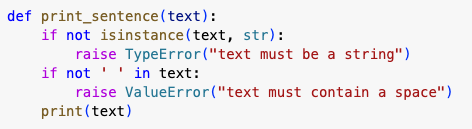 def print_sentence(text):
    if not isinstance(text, str):
        raise TypeError("text must be a string")
    if not ' ' in text:
        raise ValueError("text must contain a space")
    print(text)